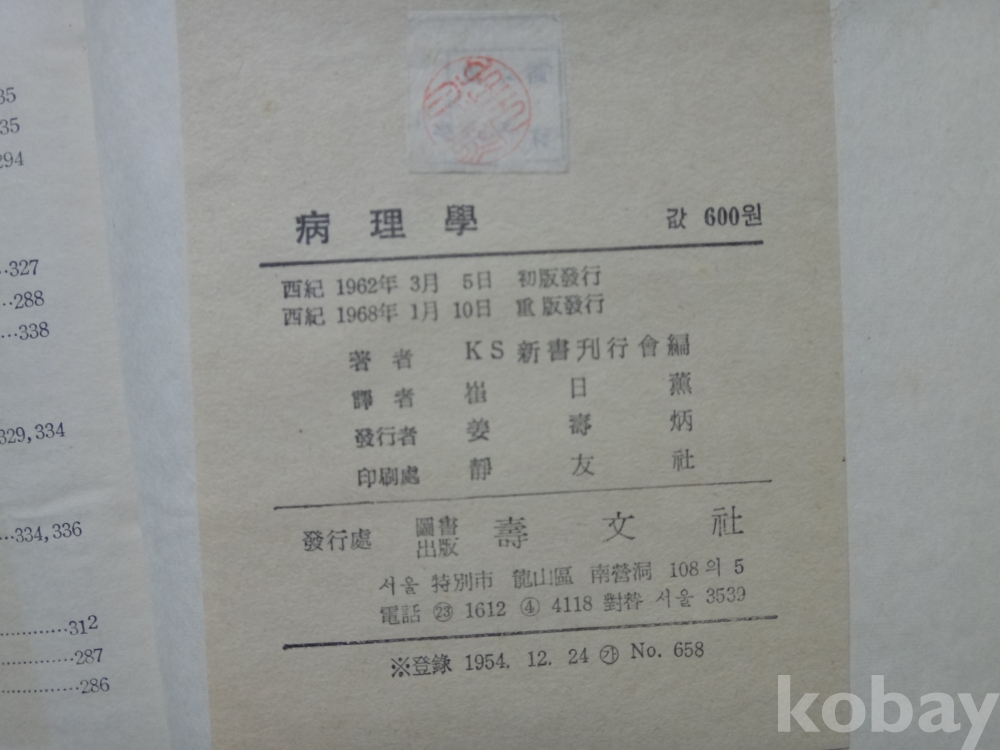 35
35
294
..327
...288
....338
329,334
...334,336
312
287
286
病理學 값 600원
西紀 1962年 3月 5日 初版發行
西紀 1968年 1月 10日 重版發行
著者 KS新書刊行會編
譯者 崔日薰
發行者 姜壽炳
印刷處 靜友社
發行處 圖書出版 壽文社
서울 特別市 龍山區 南營洞 108의 5
電話 ㉓ 1612 ④ 4118 對替 서울 3539
※登錄 1954. 12. 24 ㉮ No. 658
kobay